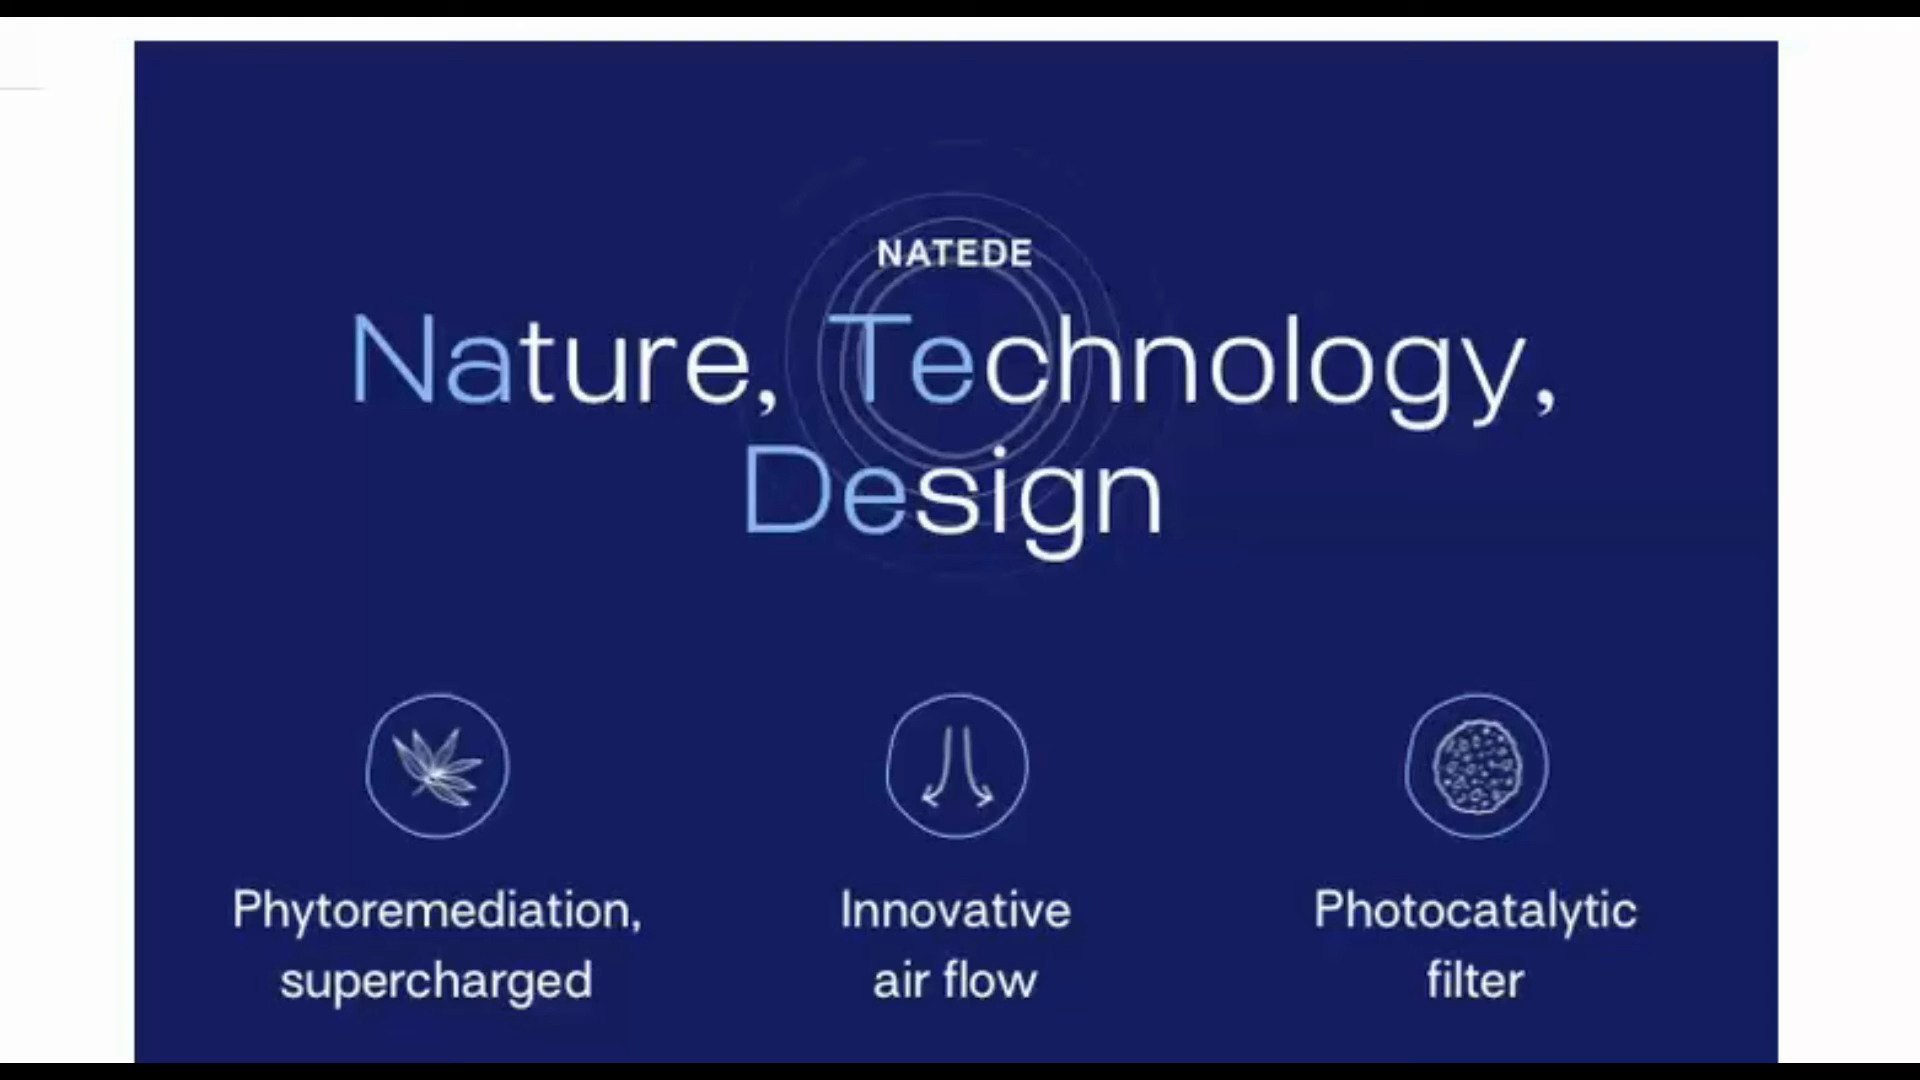 NATEDE
Nature, Technology,
Design
Phytoremediation,
supercharged
Innovative
air flow
Photocatalytic
filter